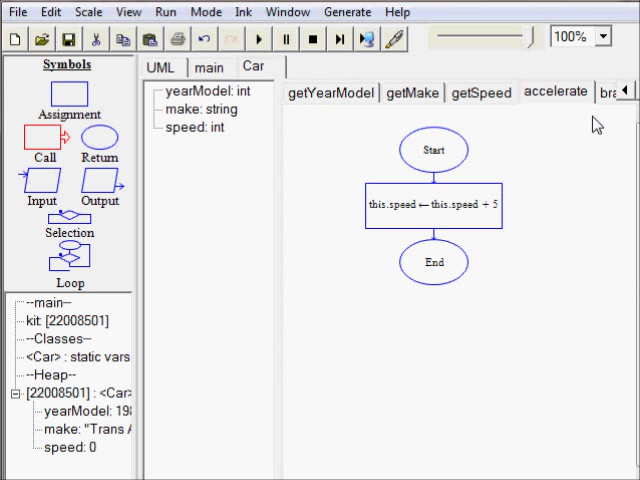 File Edit Scale View Run Mode Ink Window Generate Help
100%
Symbols
Assignment
Call Return
Input Output
Selection
Loop
UML main Car
yearModel: int
make: string
speed: int
getYearModel getMake getSpeed accelerate bra
Start
this.speed ← this.speed + 5
End
--main--
kit: [22008501]
--Classes--
<Car> : static vars
--Heap--
[22008501] : <Car>
yearModel: 198
make: "Trans A
speed: 0